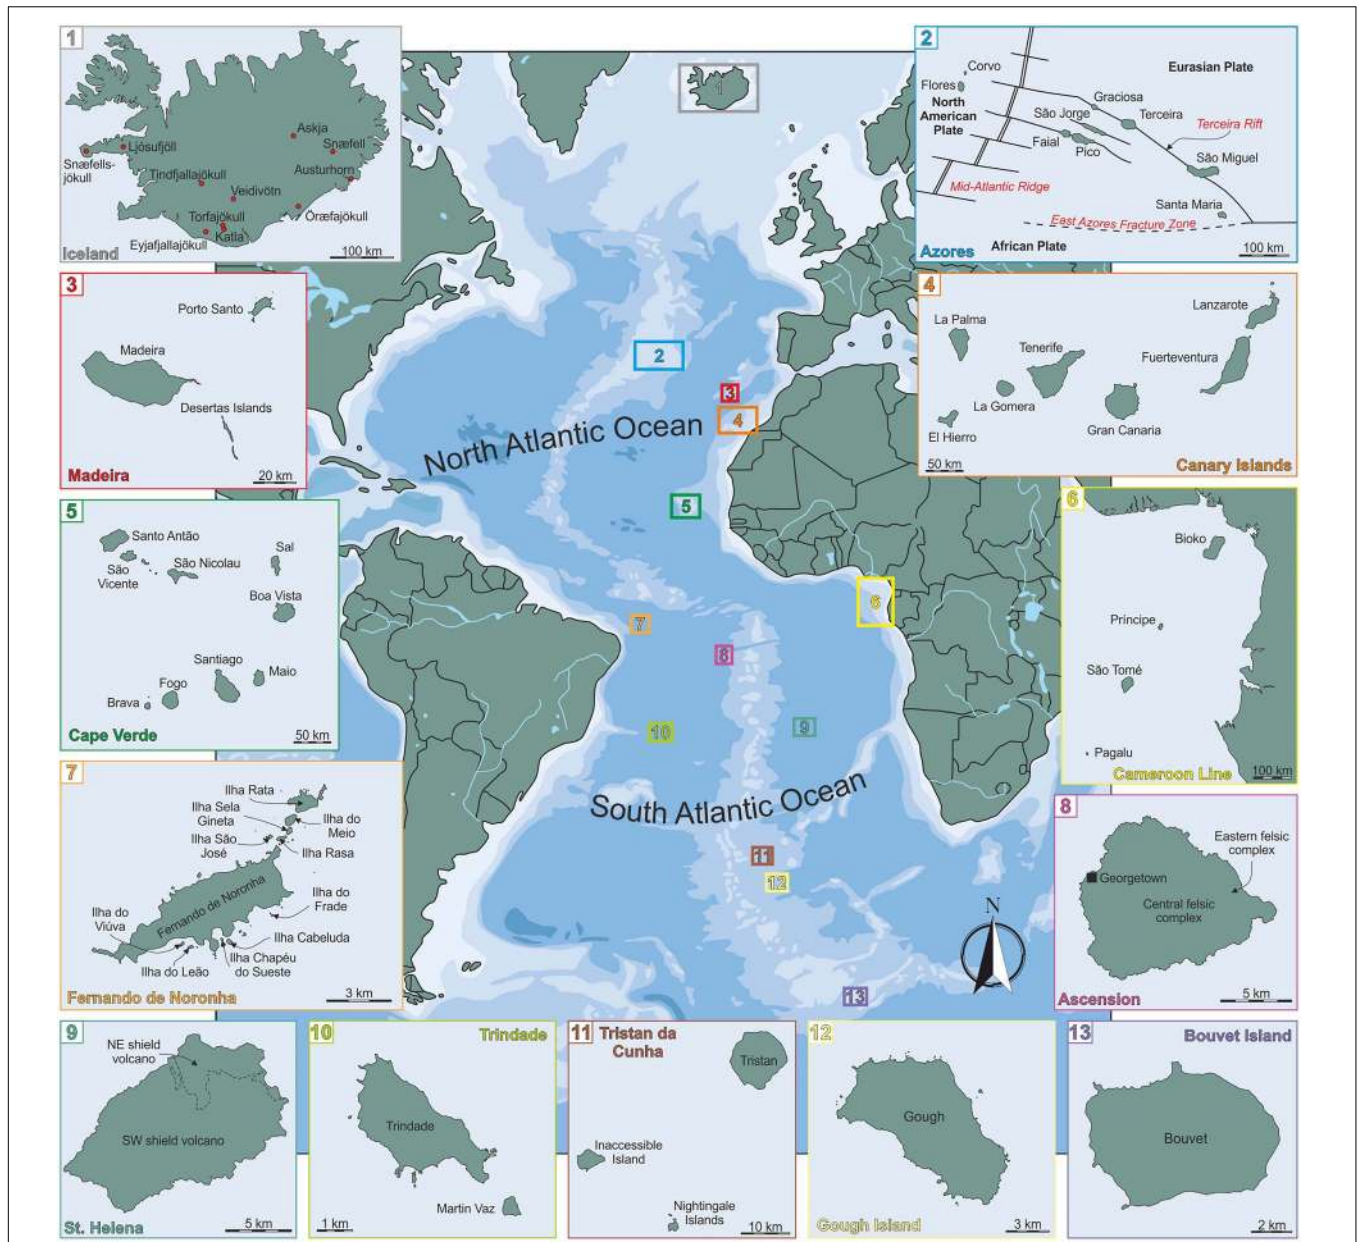 1
Askja
Ljósufjöll
Snæfell
Snæfells-
jökull
Austurhorn
Tindfjallajökull
Veidivötn
Torfajökull
Öræfajökull
Katla
Eyjafjallajökull
Iceland
100 km
2
Corvo
Eurasian Plate
Flores
North
American
Plate
Graciosa
São Jorge
Terceira
Terceira Rift
Faial
Pico
São Miguel
Mid-Atlantic Ridge
Santa Maria
East Azores Fracture Zone
African Plate
Azores
100 km
3
Porto Santo
Madeira
Desertas Islands
Madeira
20 km
4
Lanzarote
La Palma
Tenerife
Fuerteventura
La Gomera
El Hierro
Gran Canaria
50 km
Canary Islands
5
Santo Antão
São
Vicente
São Nicolau
Sal
Boa Vista
Santiago
Maio
Fogo
Brava
Cape Verde
50 km
6
Bioko
Principe
São Tomé
Pagalu
Cameroon Line
100 km
1
2
3
4
North Atlantic Ocean
5
6
7
8
9
10
South Atlantic Ocean
11
12
13
N
7
Ilha Rata
Ilha Sela
Gineta
Ilha do
Meio
Ilha São
José
Ilha Rasa
Fernando de Noronha
Ilha do
Frade
Ilha do
Viúva
Ilha Cabeluda
Ilha do Leão
Ilha Chapéu
do Sueste
Fernando de Noronha
3 km
8
Eastern felsic
complex
Georgetown
Central felsic
complex
Ascension
5 km
9
NE shield
volcano
SW shield volcano
St. Helena
5 km
10
Trindade
Trindade
Martin Vaz
1 km
11
Tristan da
Cunha
Tristan
Inaccessible
Island
Nightingale
Islands
10 km
12
Gough
Gough Island
3 km
13
Bouvet Island
Bouvet
2 km